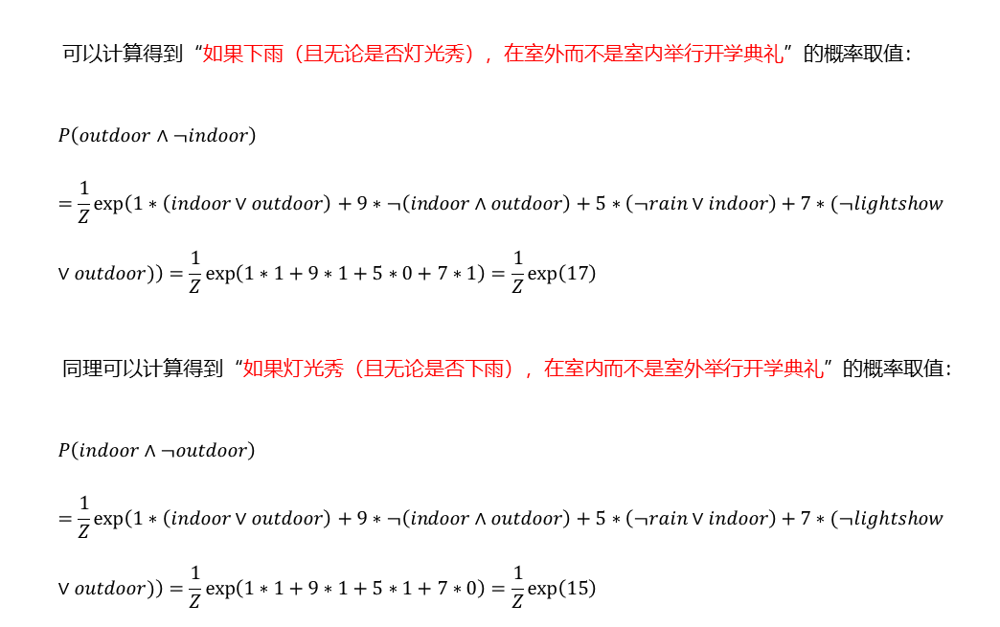 可以计算得到“如果下雨（且无论是否灯光秀），在室外而不是室内举行开学典礼”的概率取值：
P(outdoor ∧ ¬indoor)
= 1/Z exp(1 ∗ (indoor ∨ outdoor) + 9 ∗ ¬(indoor ∧ outdoor) + 5 ∗ (¬rain ∨ indoor) + 7 ∗ (¬lightshow
∨ outdoor)) = 1/Z exp(1 ∗ 1 + 9 ∗ 1 + 5 ∗ 0 + 7 ∗ 1) = 1/Z exp(17)
同理可以计算得到“如果灯光秀（且无论是否下雨），在室内而不是室外举行开学典礼”的概率取值：
P(indoor ∧ ¬outdoor)
= 1/Z exp(1 ∗ (indoor ∨ outdoor) + 9 ∗ ¬(indoor ∧ outdoor) + 5 ∗ (¬rain ∨ indoor) + 7 ∗ (¬lightshow
∨ outdoor)) = 1/Z exp(1 ∗ 1 + 9 ∗ 1 + 5 ∗ 1 + 7 ∗ 0) = 1/Z exp(15)